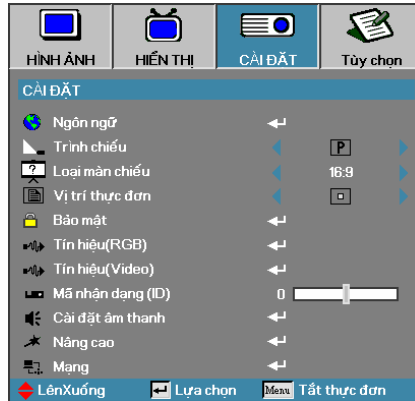 HÌNH ẢNH HIỂN THỊ CÀI ĐẶT Tùy chọn
CÀI ĐẶT
Ngôn ngữ
Trình chiếu P
Loại màn chiếu 16:9
Vị trí thực đơn
Bảo mật
Tín hiệu(RGB)
Tín hiệu(Video)
Mã nhận dạng (ID) 0
Cài đặt âm thanh
Nâng cao
Mạng
LênXuống Lựa chọn Menu Tắt thực đơn